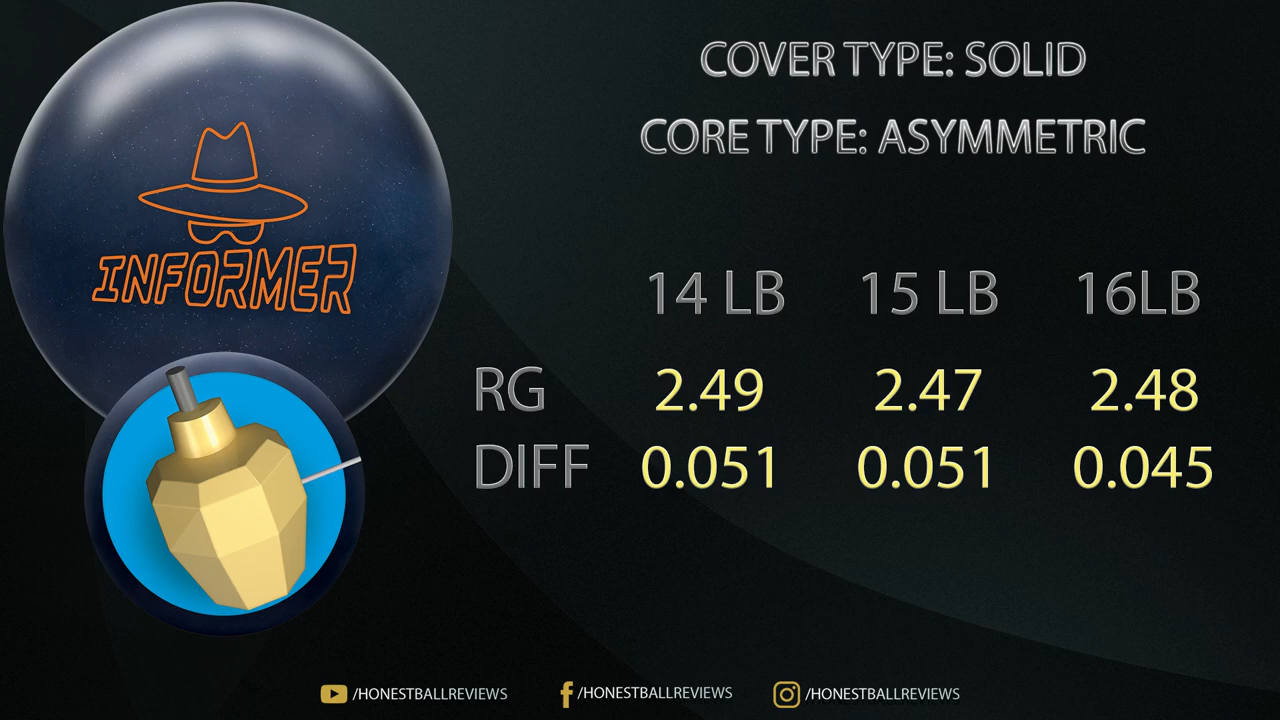 INFORMER
COVER TYPE: SOLID
CORE TYPE: ASYMMETRIC
14 LB 15 LB 16LB
RG 2.49 2.47 2.48
DIFF 0.051 0.051 0.045
/HONESTBALLREVIEWS /HONESTBALLREVIEWS /HONESTBALLREVIEWS